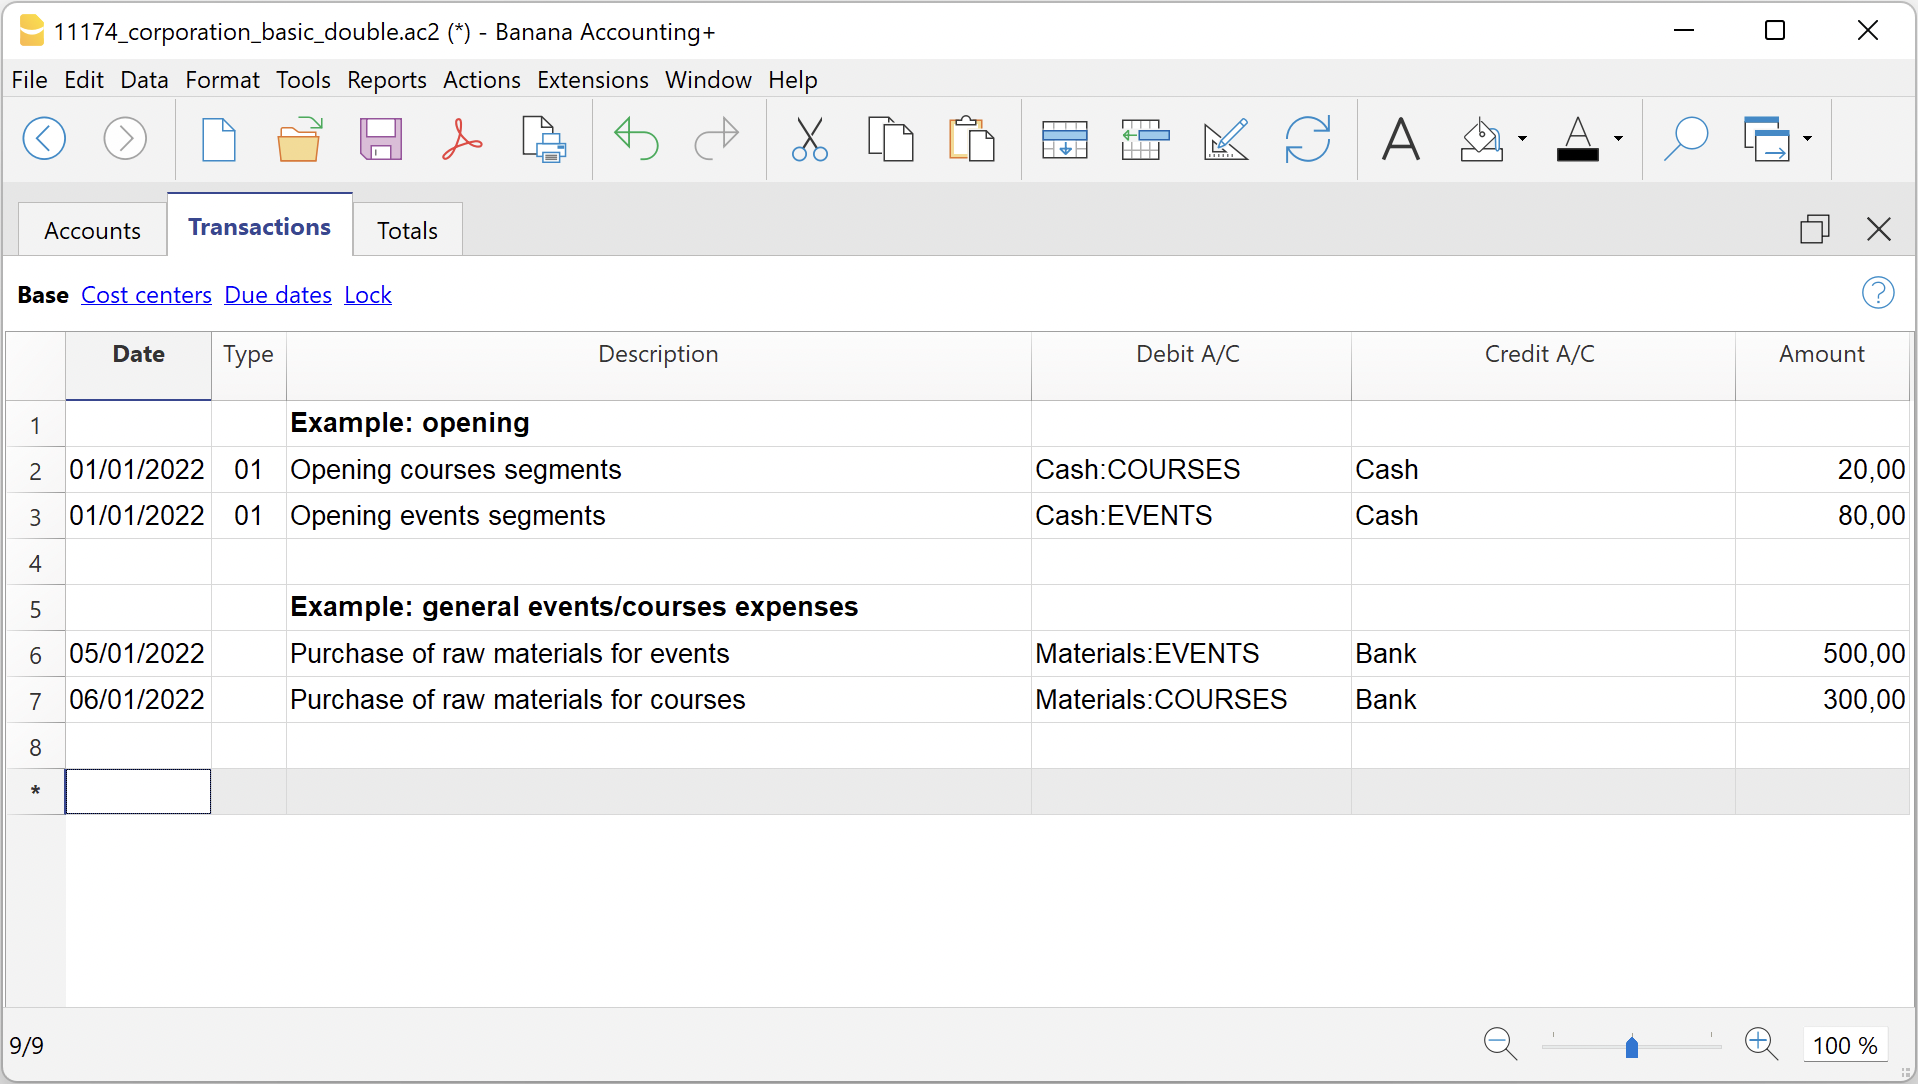 11174_corporation_basic_double.ac2 (*) - Banana Accounting+
File Edit Data Format Tools Reports Actions Extensions Window Help
Accounts Transactions Totals
Base Cost centers Due dates Lock
?
Date Type Description Debit A/C Credit A/C Amount
1 Example: opening
2 01/01/2022 01 Opening courses segments Cash:COURSES Cash 20,00
3 01/01/2022 01 Opening events segments Cash:EVENTS Cash 80,00
4
5 Example: general events/courses expenses
6 05/01/2022 Purchase of raw materials for events Materials:EVENTS Bank 500,00
7 06/01/2022 Purchase of raw materials for courses Materials:COURSES Bank 300,00
8
*
9/9 100 %